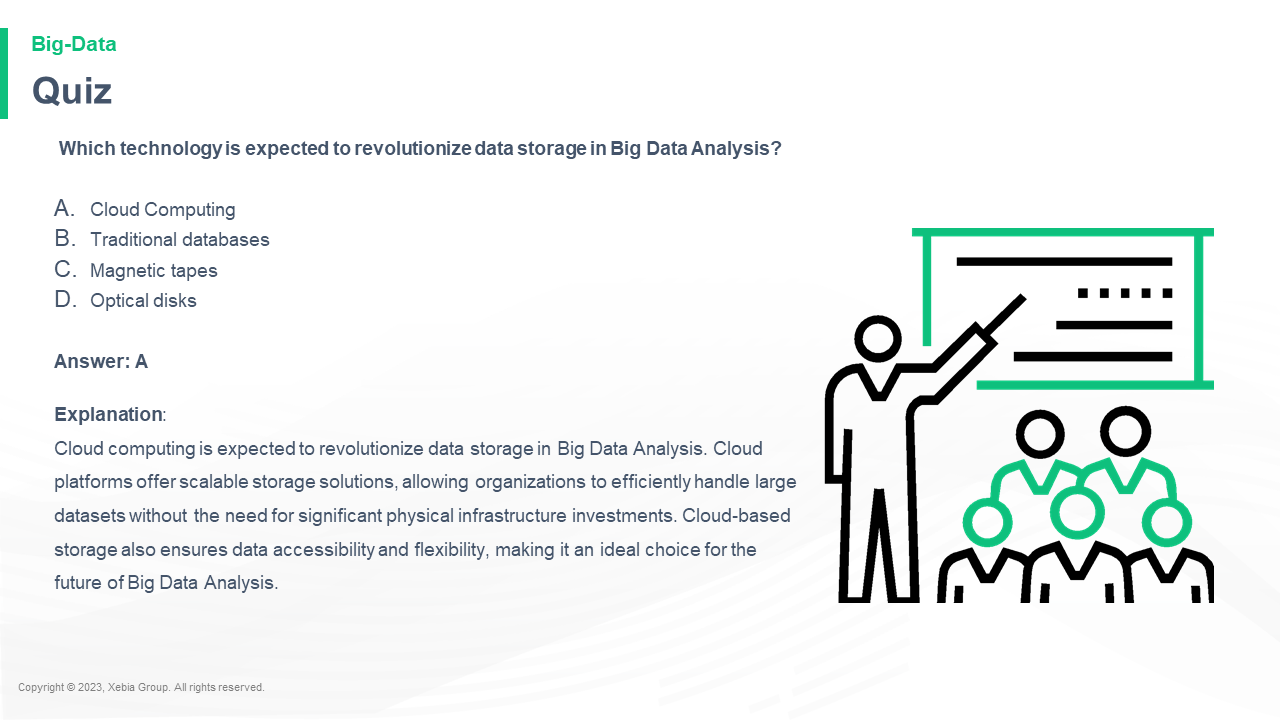 Big-Data
Quiz
Which technology is expected to revolutionize data storage in Big Data Analysis?
A. Cloud Computing
B. Traditional databases
C. Magnetic tapes
D. Optical disks
Answer: A
Explanation:
Cloud computing is expected to revolutionize data storage in Big Data Analysis. Cloud
platforms offer scalable storage solutions, allowing organizations to efficiently handle large
datasets without the need for significant physical infrastructure investments. Cloud-based
storage also ensures data accessibility and flexibility, making it an ideal choice for the
future of Big Data Analysis.
Copyright © 2023, Xebia Group. All rights reserved.